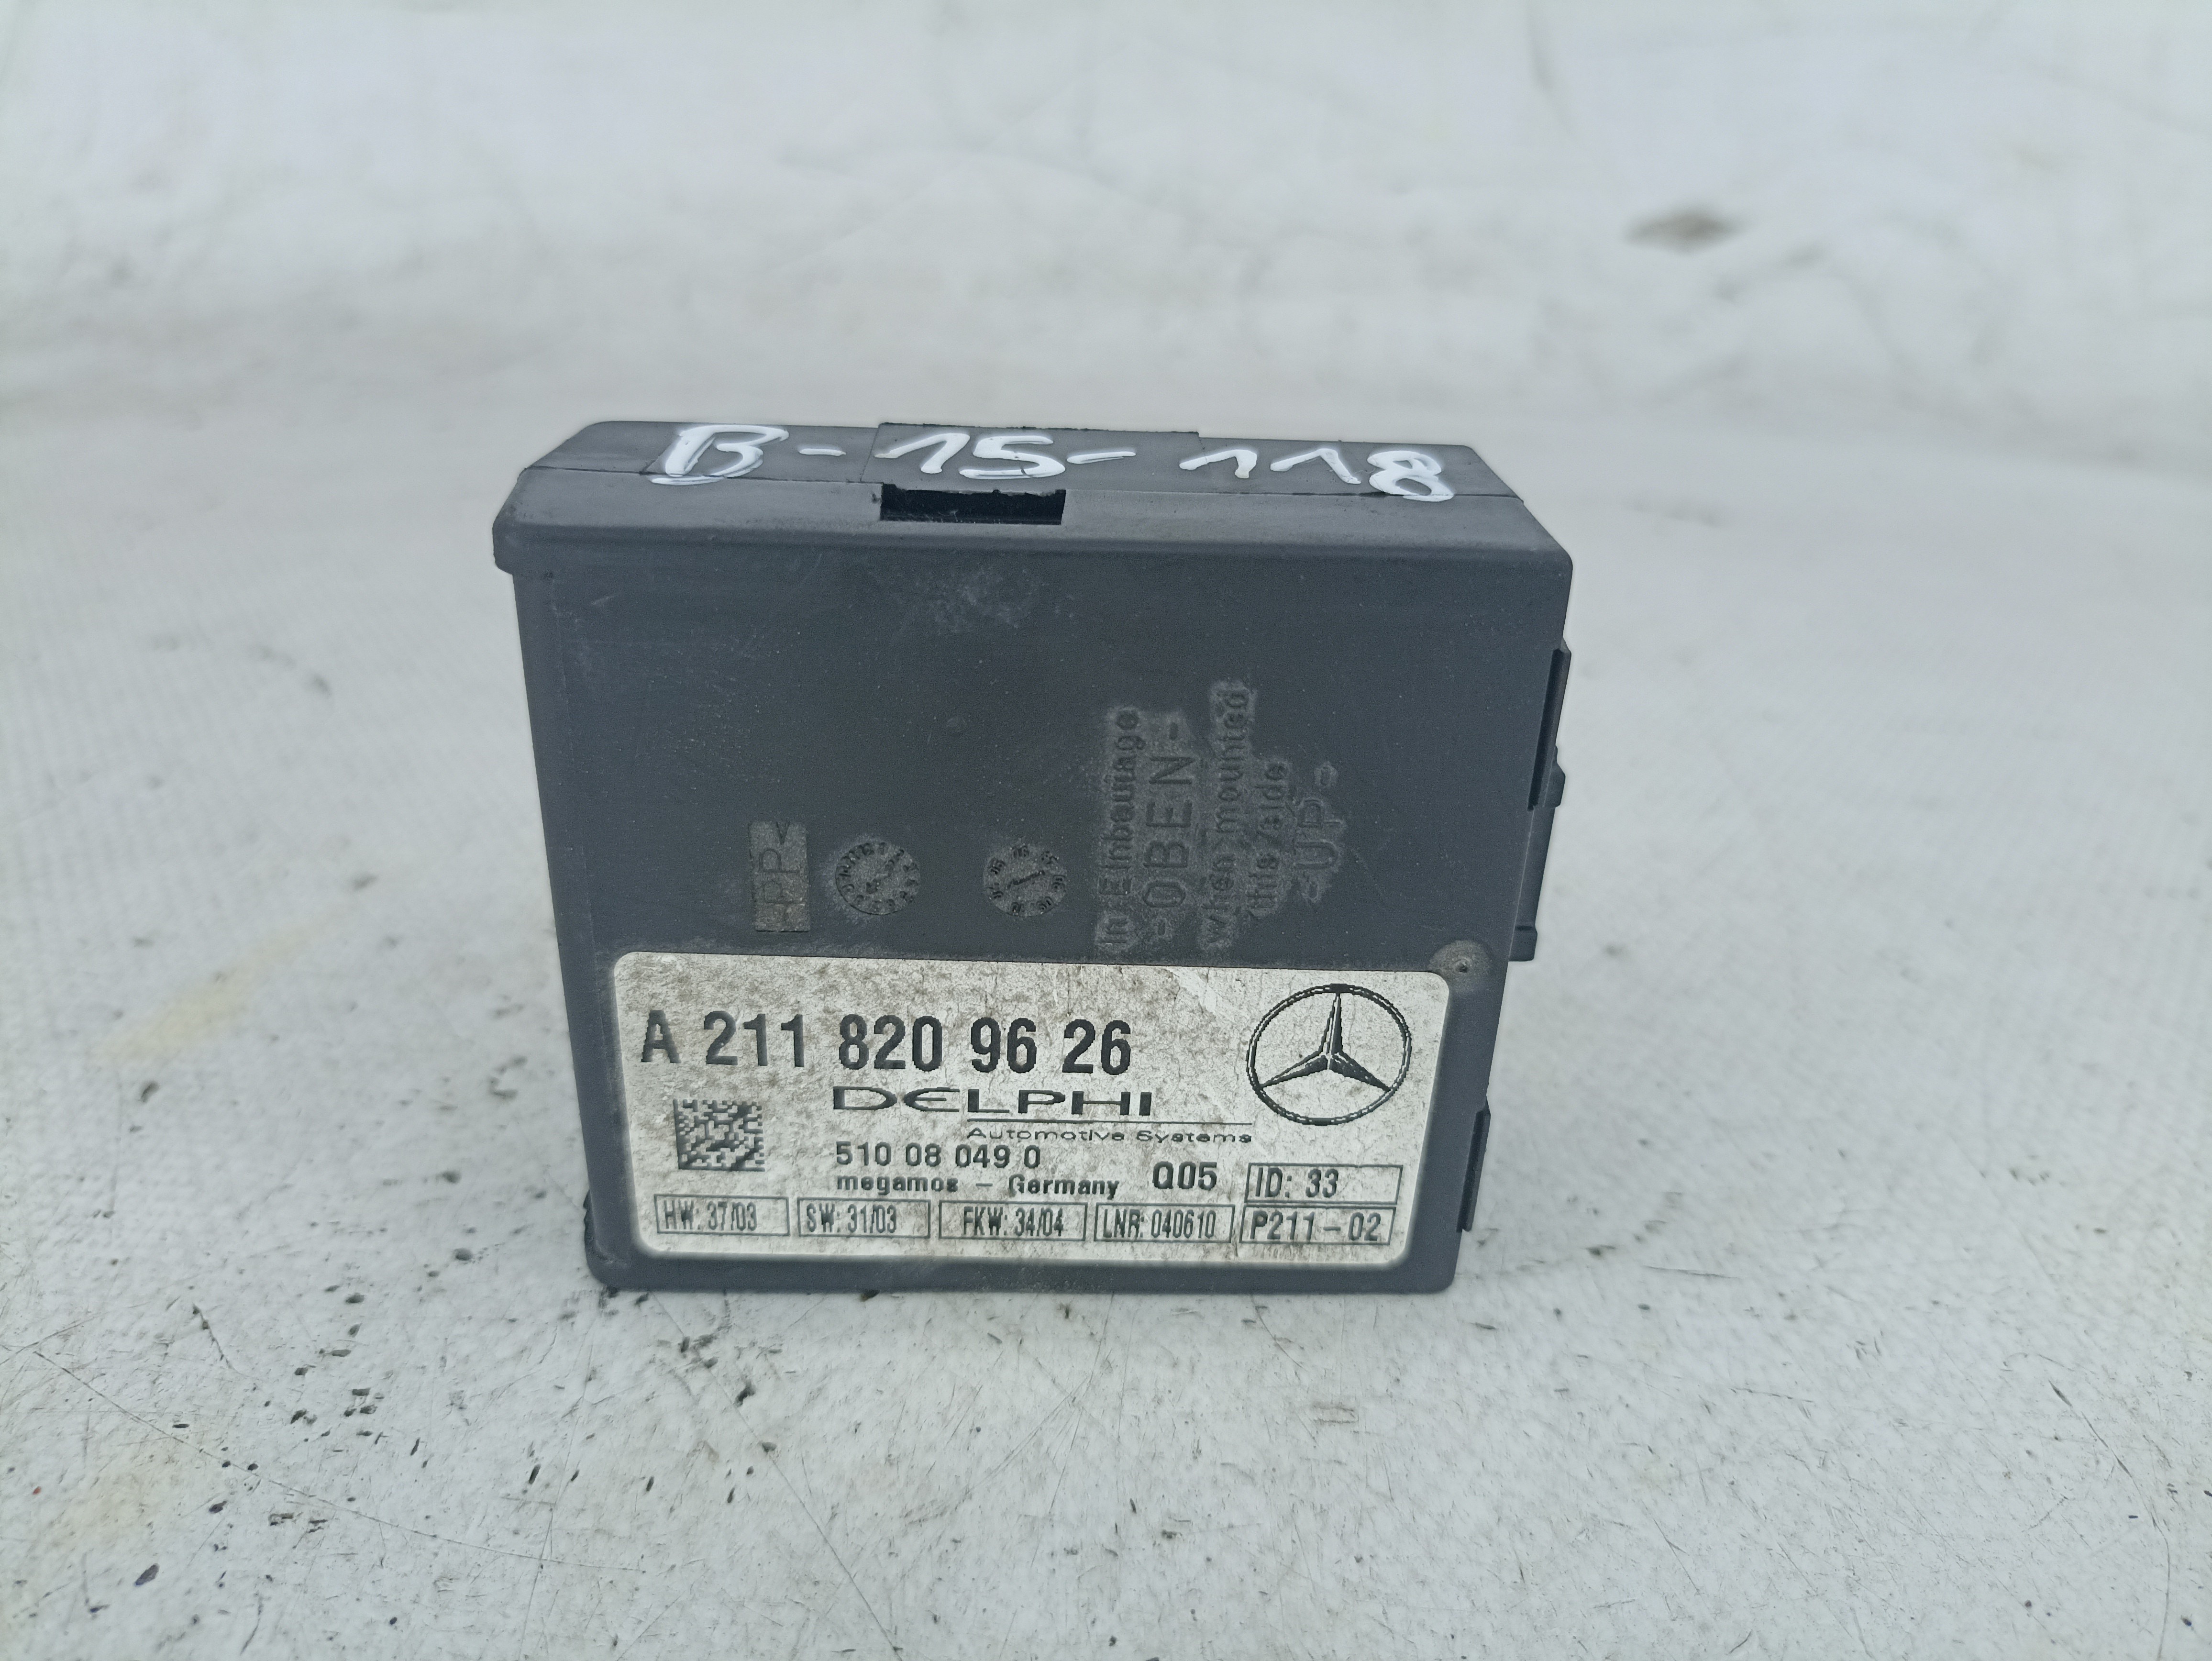 B-15-118
In Einbaulage
-OBEN-
when mounted
this side
-UP-
>PP<
A 211 820 96 26
DELPHI
Automotive Systems
510 08 049 0
megamos - Germany
Q05
ID: 33
HW: 37/03
SW: 31/03
FKW: 34/04
LNR: 040610
P211-02